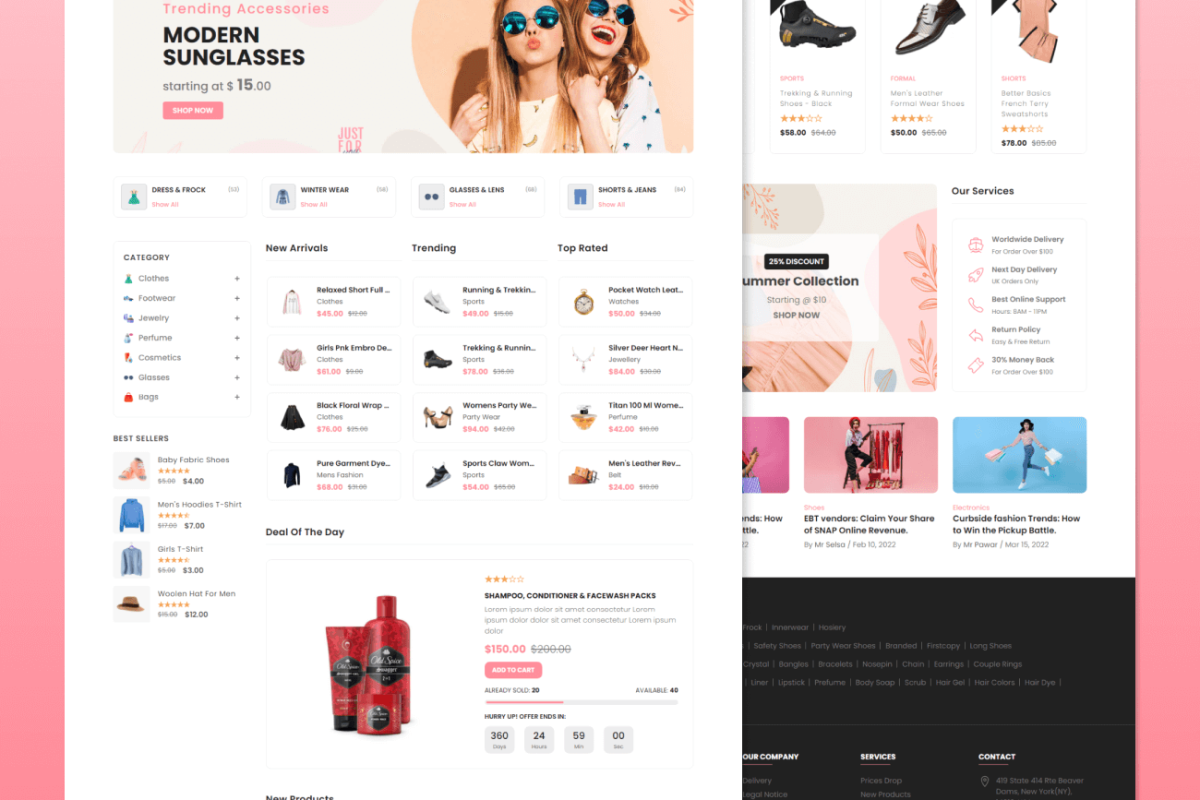 Trending Accessories
MODERN
SUNGLASSES
starting at $ 15.00
SHOP NOW
JUST
FOR
DRESS & FROCK (53)
Show All
WINTER WEAR (58)
Show All
GLASSES & LENS (68)
Show All
SHORTS & JEANS (84)
Show All
CATEGORY
Clothes +
Footwear +
Jewelry +
Perfume +
Cosmetics +
Glasses +
Bags +
BEST SELLERS
Baby Fabric Shoes
$5.00 $4.00
Men's Hoodies T-Shirt
$17.00 $7.00
Girls T-Shirt
$5.00 $3.00
Woolen Hat For Men
$15.00 $12.00
New Arrivals
Relaxed Short Full ...
Clothes
$45.00 $12.00
Girls Pnk Embro De...
Clothes
$61.00 $9.00
Black Floral Wrap ...
Clothes
$76.00 $25.00
Pure Garment Dye...
Mens Fashion
$68.00 $31.00
Trending
Running & Trekkin...
Sports
$49.00 $15.00
Trekking & Runnin...
Sports
$78.00 $36.00
Womens Party We...
Party Wear
$94.00 $42.00
Sports Claw Wom...
Sports
$54.00 $65.00
Top Rated
Pocket Watch Leat...
Watches
$50.00 $34.00
Silver Deer Heart N...
Jewellery
$84.00 $30.00
Titan 100 Ml Wome...
Perfume
$42.00 $10.00
Men's Leather Rev...
Belt
$24.00 $10.00
Deal Of The Day
Old Spice
swagger
SHAMPOO, CONDITIONER & FACEWASH PACKS
Lorem ipsum dolor sit amet consectetur Lorem
ipsum dolor dolor sit amet consectetur Lorem ipsum
dolor
$150.00 $200.00
ADD TO CART
ALREADY SOLD: 20 AVAILABLE: 40
HURRY UP! OFFER ENDS IN:
360 24 59 00
Days Hours Min Sec
New Products
SPORTS
Trekking & Running
Shoes - Black
$58.00 $64.00
FORMAL
Men's Leather
Formal Wear Shoes
$50.00 $65.00
SHORTS
Better Basics
French Terry
Sweatshorts
$78.00 $85.00
25% DISCOUNT
ummer Collection
Starting @ $10
SHOP NOW
Our Services
Worldwide Delivery
For Order Over $100
Next Day Delivery
UK Orders Only
Best Online Support
Hours: 8AM - 11PM
Return Policy
Easy & Free Return
30% Money Back
For Order Over $100
ends: How
ttle.
22
Shoes
EBT vendors: Claim Your Share
of SNAP Online Revenue.
By Mr Selsa / Feb 10, 2022
Electronics
Curbside fashion Trends: How
to Win the Pickup Battle.
By Mr Pawar / Mar 15, 2022
Frock | Innerwear | Hosiery
| Safety Shoes | Party Wear Shoes | Branded | Firstcopy | Long Shoes
Crystal | Bangles | Bracelets | Nosepin | Chain | Earrings | Couple Rings
| Liner | Lipstick | Prefume | Body Soap | Scrub | Hair Gel | Hair Colors | Hair Dye |
OUR COMPANY
Delivery
Legal Notice
SERVICES
Prices Drop
New Products
CONTACT
419 State 414 Rte Beaver
Dams, New York(NY),